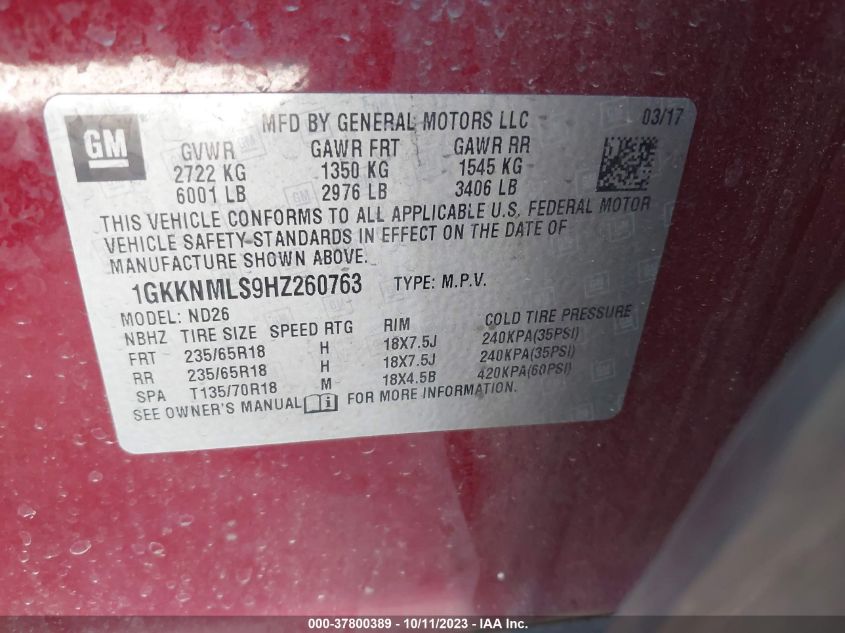 GM
MFD BY GENERAL MOTORS LLC 03/17
GVWR GAWR FRT GAWR RR
2722 KG 1350 KG 1545 KG
6001 LB 2976 LB 3406 LB
THIS VEHICLE CONFORMS TO ALL APPLICABLE U.S. FEDERAL MOTOR
VEHICLE SAFETY STANDARDS IN EFFECT ON THE DATE OF
MANUFACTURE SHOWN ABOVE.
1GKKNMLS9HZ260763 TYPE: M.P.V.
MODEL: ND26
NBHZ TIRE SIZE SPEED RTG RIM COLD TIRE PRESSURE
FRT 235/65R18 H 18X7.5J 240KPA(35PSI)
RR 235/65R18 H 18X7.5J 240KPA(35PSI)
SPA T135/70R18 M 18X4.5B 420KPA(60PSI)
SEE OWNER'S MANUAL i FOR MORE INFORMATION.
000-37800389 - 10/11/2023 - IAA Inc.